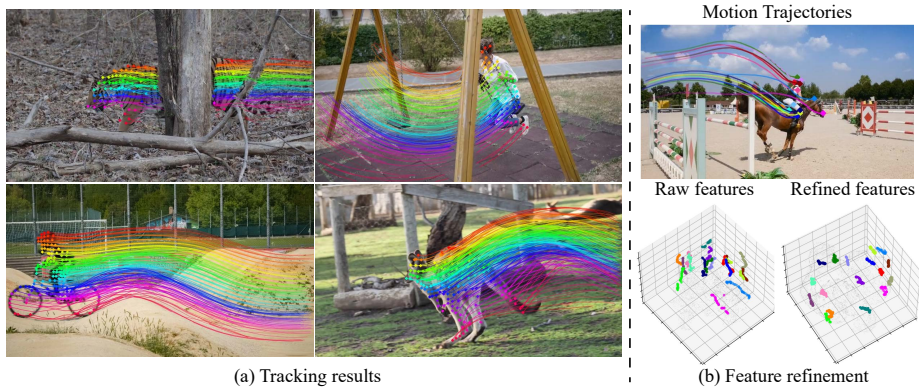 Motion Trajectories
Raw features
Refined features
(a) Tracking results
(b) Feature refinement